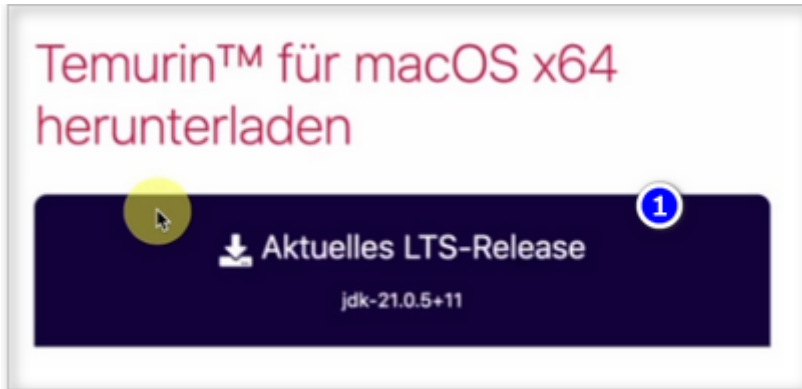 Temurin™ für macOS x64
herunterladen
1
Aktuelles LTS-Release
jdk-21.0.5+11